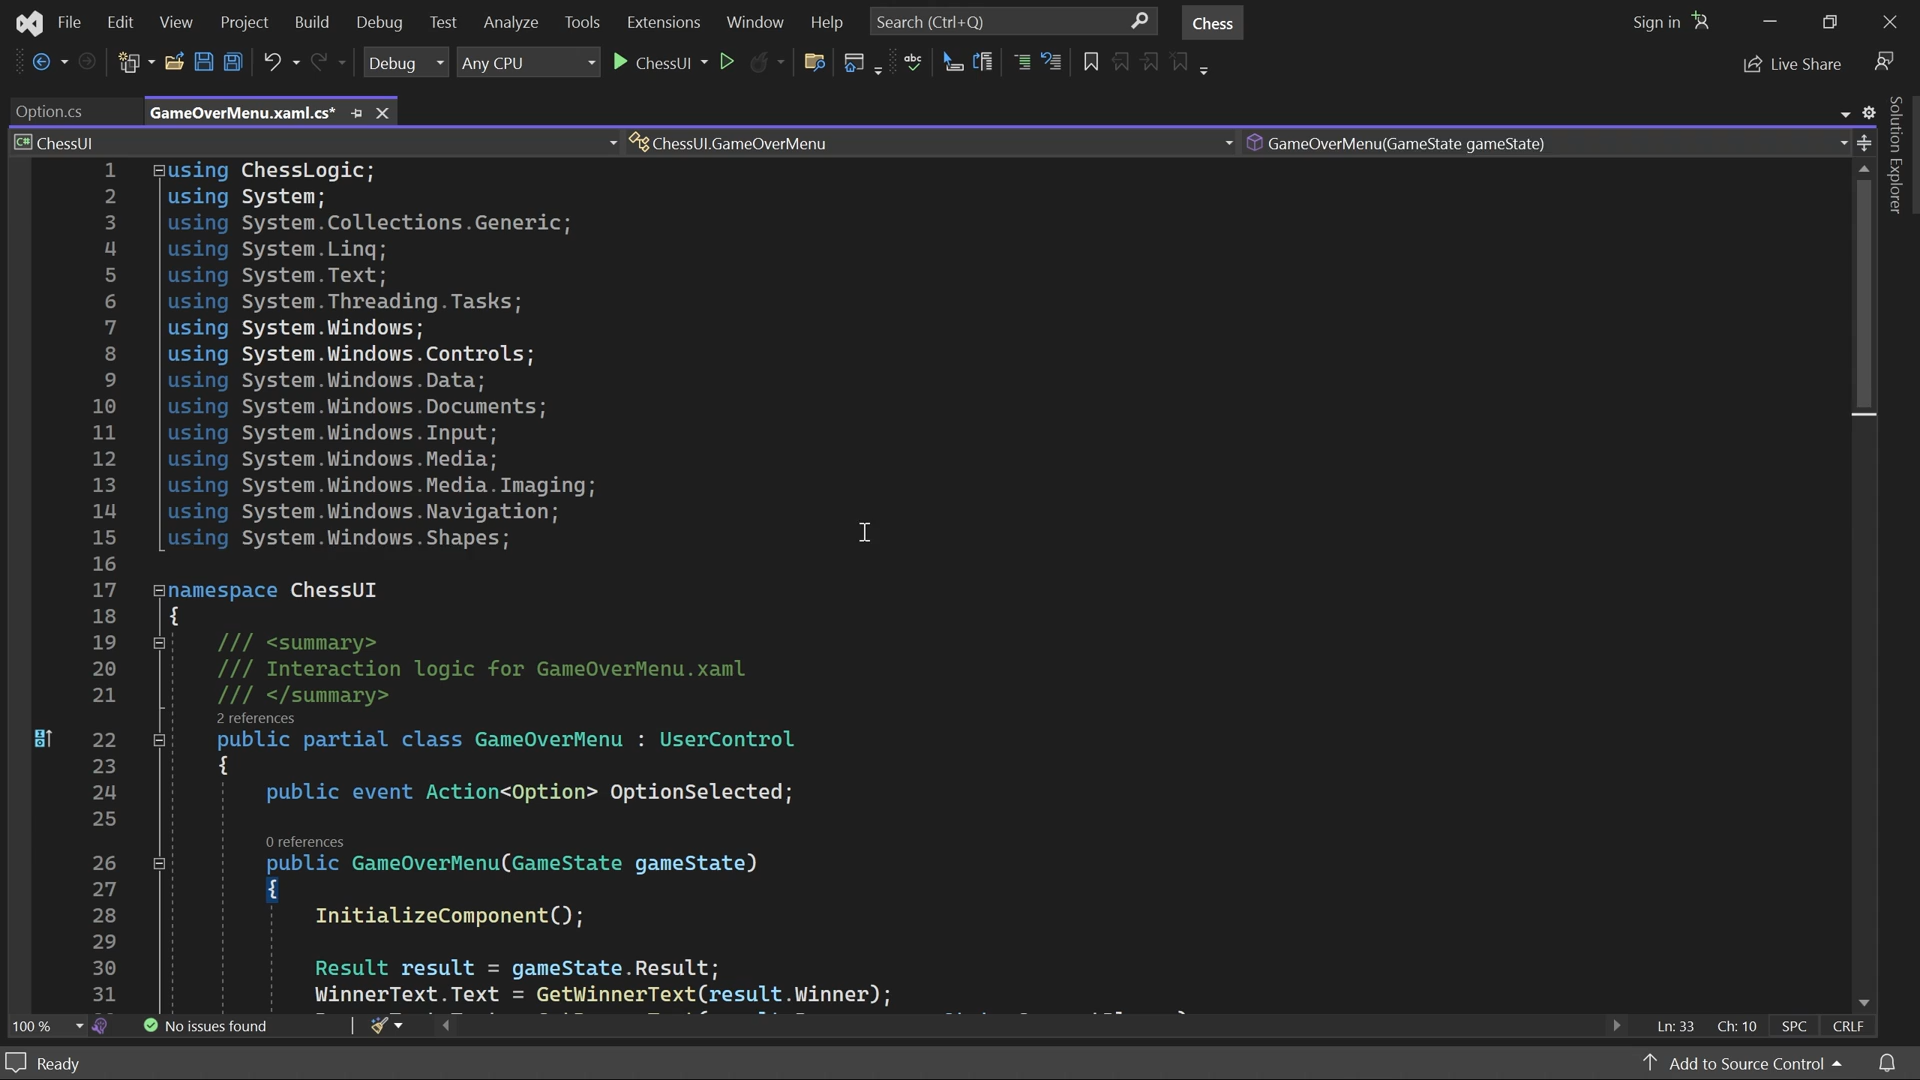 File Edit View Project Build Debug Test Analyze Tools Extensions Window Help Search (Ctrl+Q) Chess Sign in
Debug Any CPU ChessUI abc Live Share
Option.cs GameOverMenu.xaml.cs*
Solution Explorer
C# ChessUI ChessUI.GameOverMenu GameOverMenu(GameState gameState)
1 using ChessLogic;
2 using System;
3 using System.Collections.Generic;
4 using System.Linq;
5 using System.Text;
6 using System.Threading.Tasks;
7 using System.Windows;
8 using System.Windows.Controls;
9 using System.Windows.Data;
10 using System.Windows.Documents;
11 using System.Windows.Input;
12 using System.Windows.Media;
13 using System.Windows.Media.Imaging;
14 using System.Windows.Navigation;
15 using System.Windows.Shapes;
16
17 namespace ChessUI
18 {
19 /// <summary>
20 /// Interaction logic for GameOverMenu.xaml
21 /// </summary>
2 references
22 public partial class GameOverMenu : UserControl
23 {
24 public event Action<Option> OptionSelected;
25
0 references
26 public GameOverMenu(GameState gameState)
27 {
28 InitializeComponent();
29
30 Result result = gameState.Result;
31 WinnerText.Text = GetWinnerText(result.Winner);
100 % No issues found Ln: 33 Ch: 10 SPC CRLF
Ready Add to Source Control